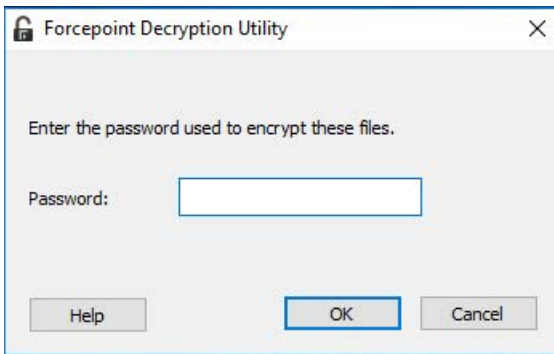 Forcepoint Decryption Utility
Enter the password used to encrypt these files.
Password:
Help OK Cancel